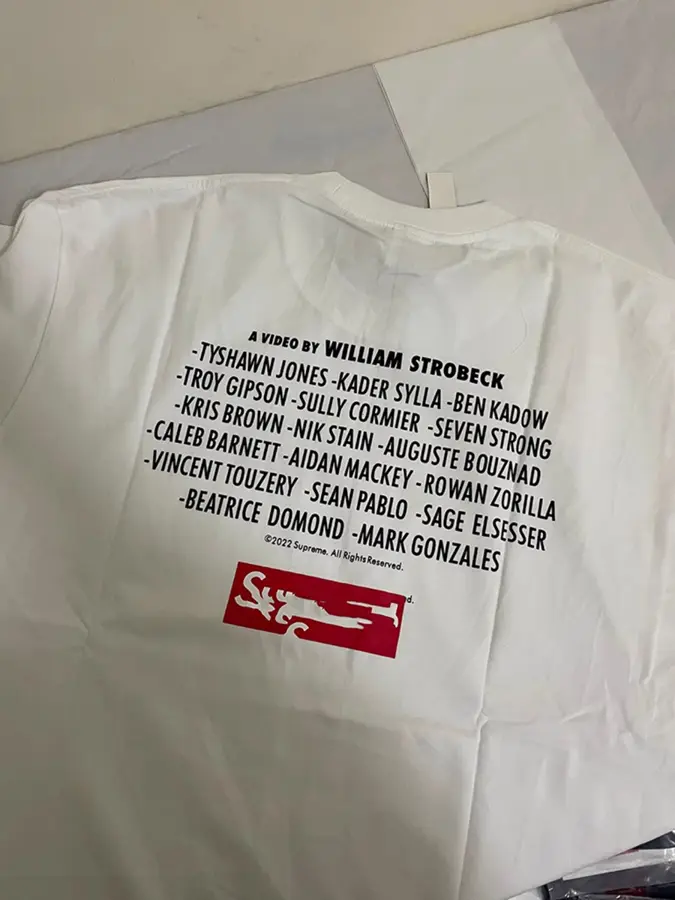 A VIDEO BY WILLIAM STROBECK
-TYSHAWN JONES -KADER SYLLA -BEN KADOW
-TROY GIPSON -SULLY CORMIER -SEVEN STRONG
-KRIS BROWN -NIK STAIN -AUGUSTE BOUZNAD
-CALEB BARNETT -AIDAN MACKEY -ROWAN ZORILLA
-VINCENT TOUZERY -SEAN PABLO -SAGE ELSESSER
-BEATRICE DOMOND -MARK GONZALES
©2022 Supreme. All Rights Reserved.
ed.